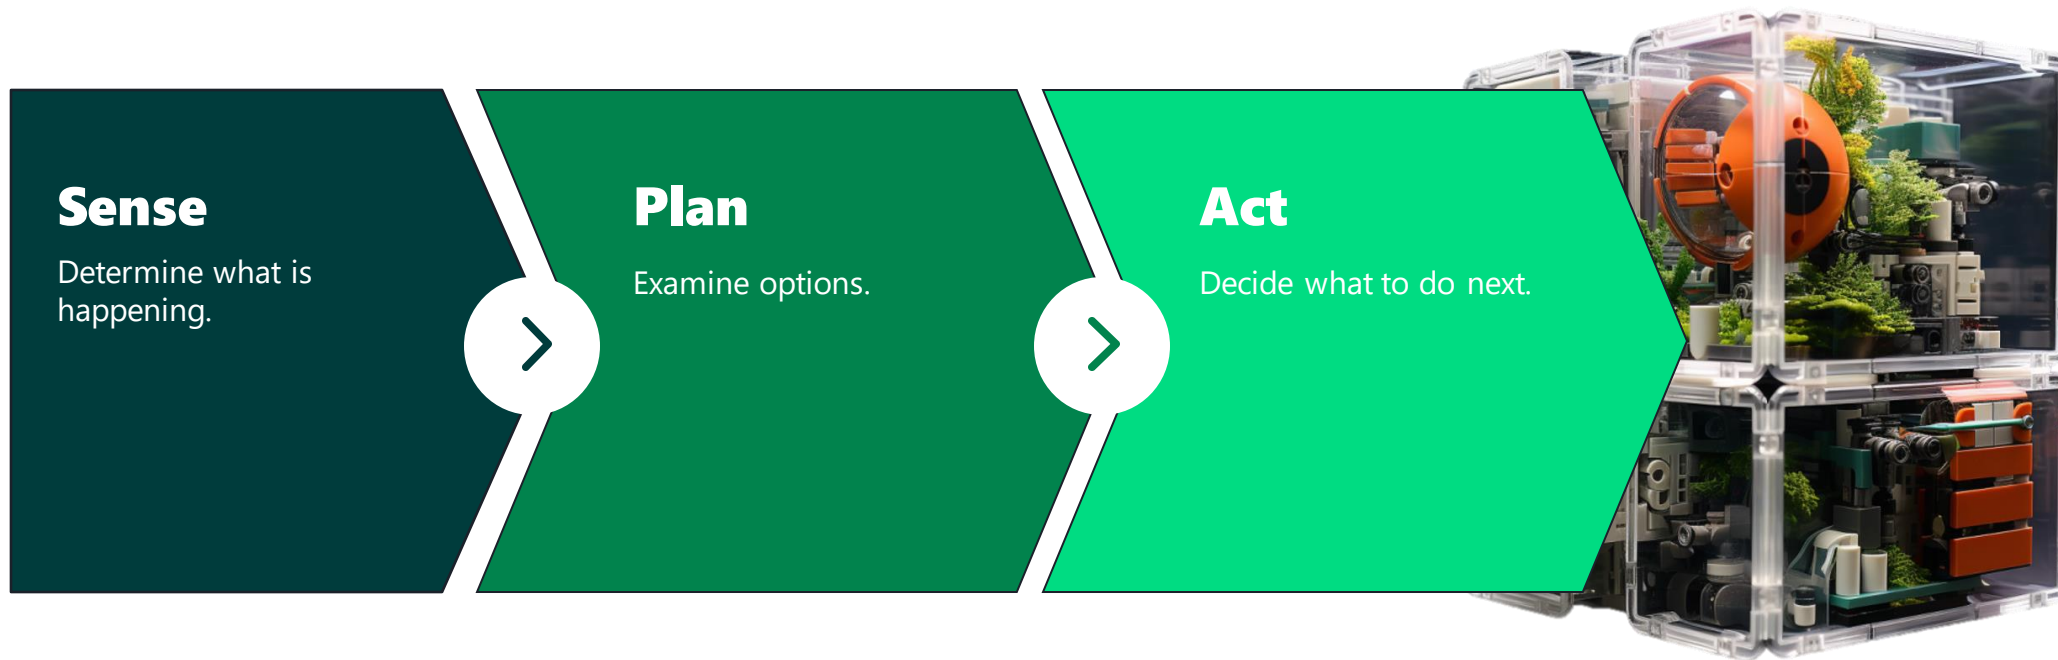 Sense
Determine what is
happening.
Plan
Examine options.
Act
Decide what to do next.